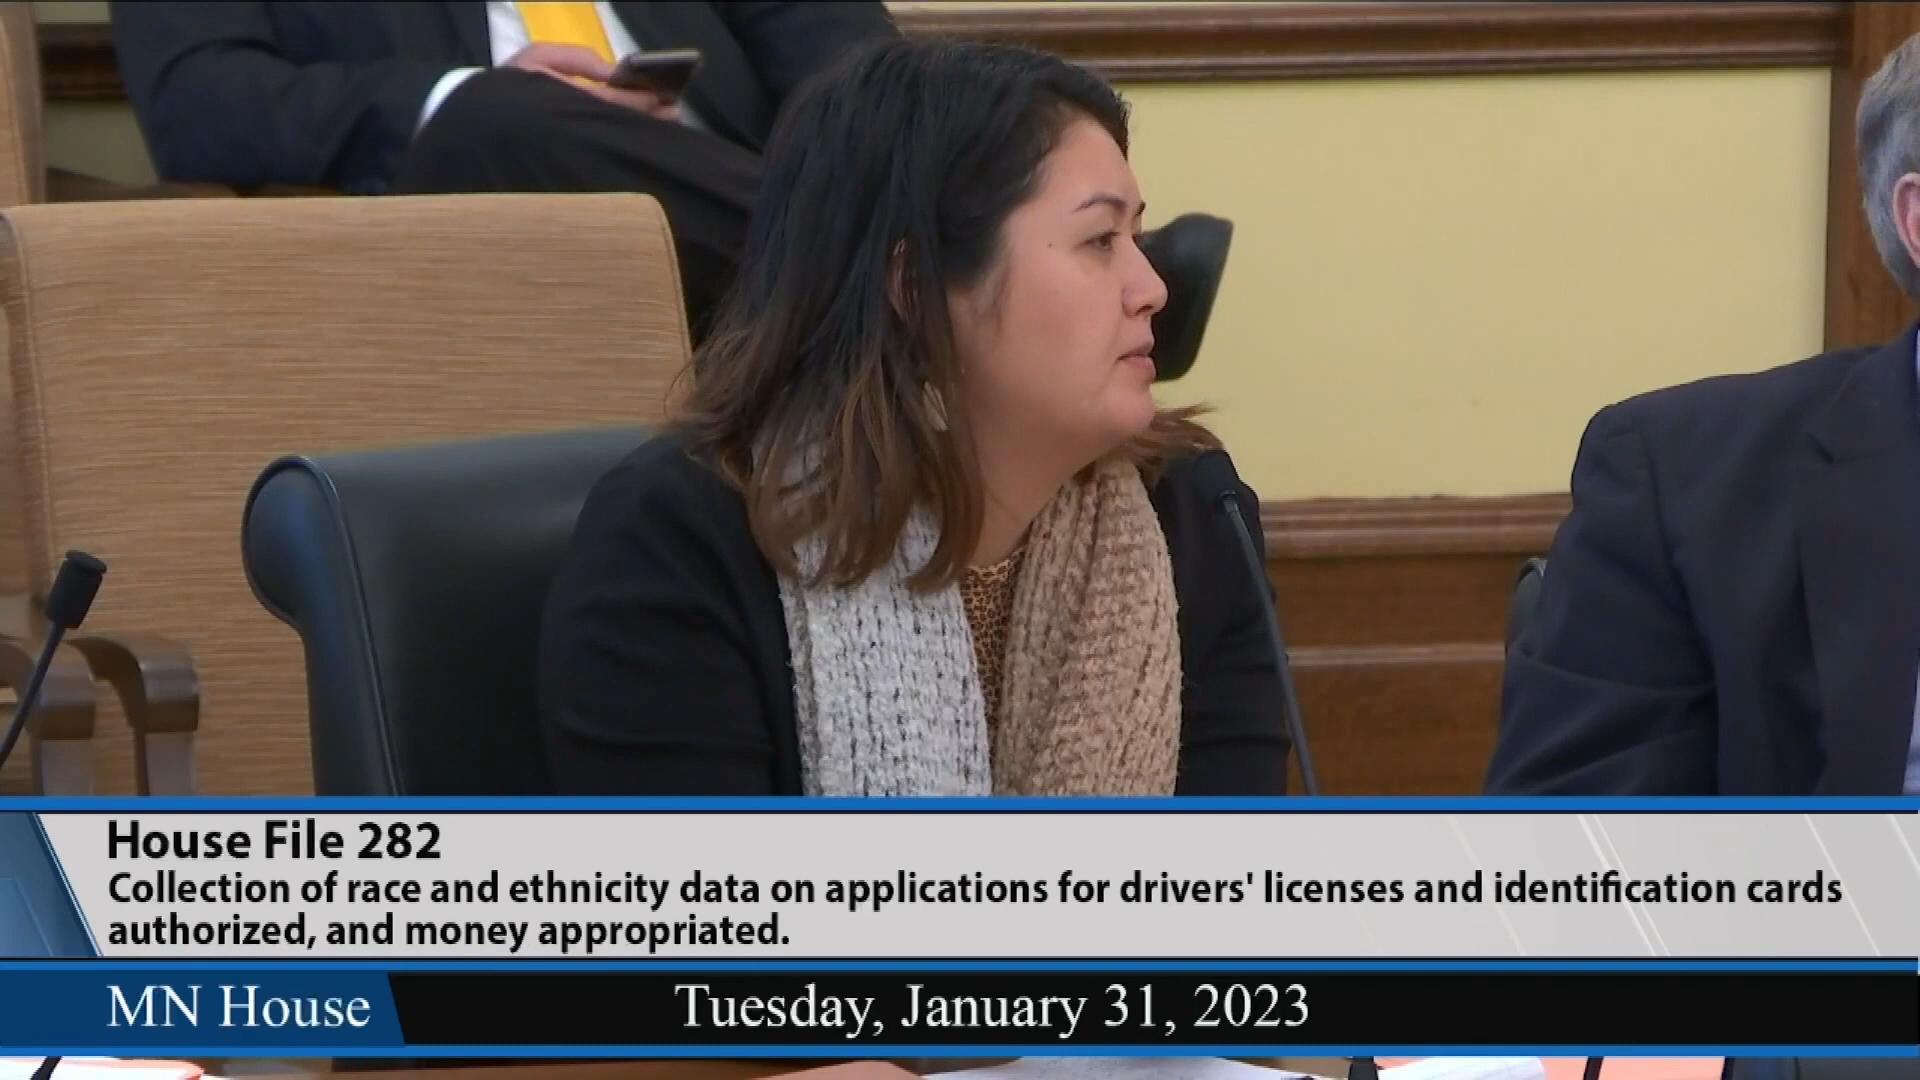 House File 282
Collection of race and ethnicity data on applications for drivers' licenses and identification cards
authorized, and money appropriated.
MN House
Tuesday, January 31, 2023